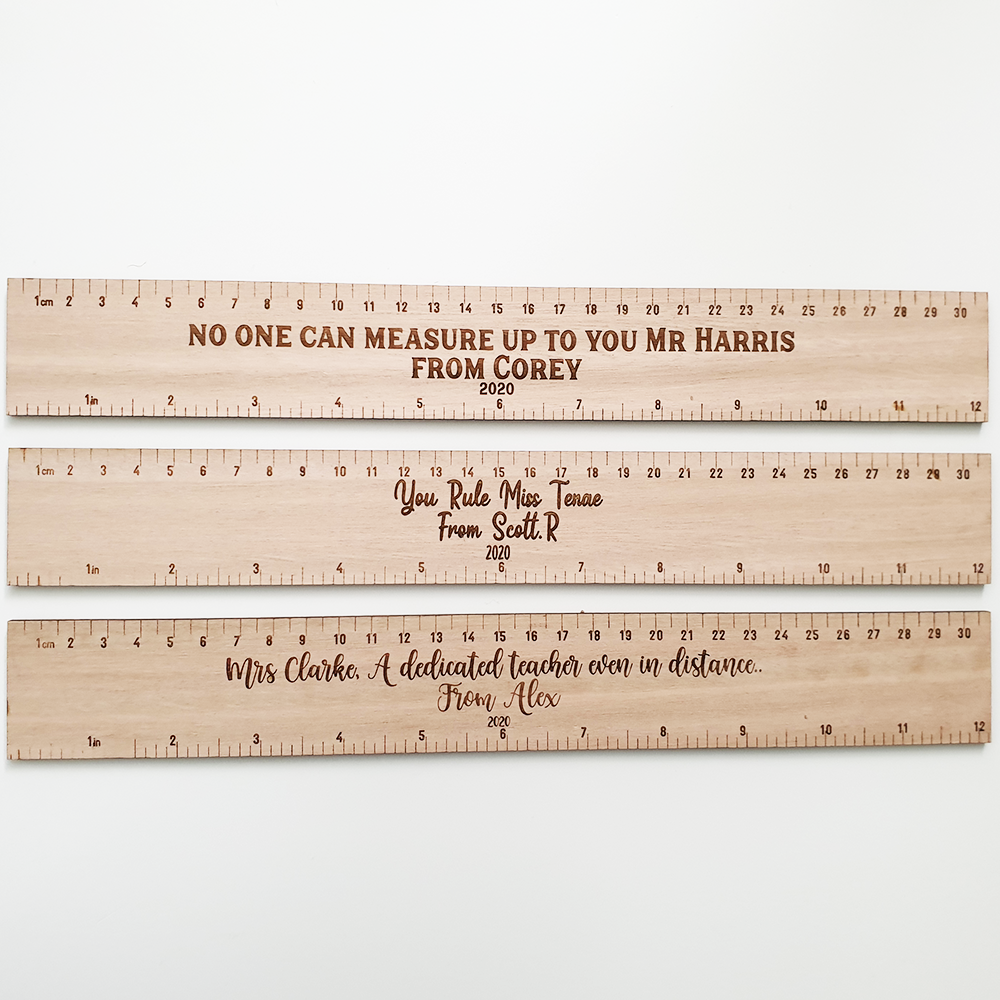 1cm 2 3 4 5 6 7 8 9 10 11 12 13 14 15 16 17 18 19 20 21 22 23 24 25 26 27 28 29 30
NO ONE CAN MEASURE UP TO YOU MR HARRIS
FROM COREY
2020
1in 2 3 4 5 6 7 8 9 10 11 12
1cm 2 3 4 5 6 7 8 9 10 11 12 13 14 15 16 17 18 19 20 21 22 23 24 25 26 27 28 29 30
You Rule Miss Tenae
From Scott.R
2020
1in 2 3 4 5 6 7 8 9 10 11 12
1cm 2 3 4 5 6 7 8 9 10 11 12 13 14 15 16 17 18 19 20 21 22 23 24 25 26 27 28 29 30
Mrs Clarke, A dedicated teacher even in distance..
From Alex
2020
1in 2 3 4 5 6 7 8 9 10 11 12